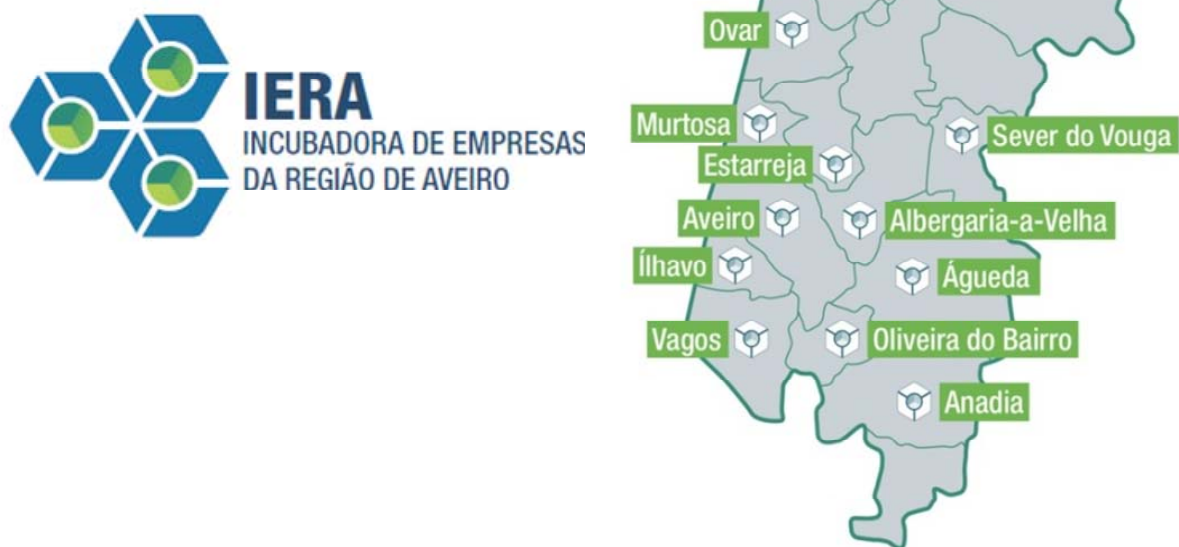 IERA
INCUBADORA DE EMPRESAS
DA REGIÃO DE AVEIRO
Ovar
Murtosa
Sever do Vouga
Estarreja
Aveiro
Albergaria-a-Velha
Ílhavo
Águeda
Vagos
Oliveira do Bairro
Anadia